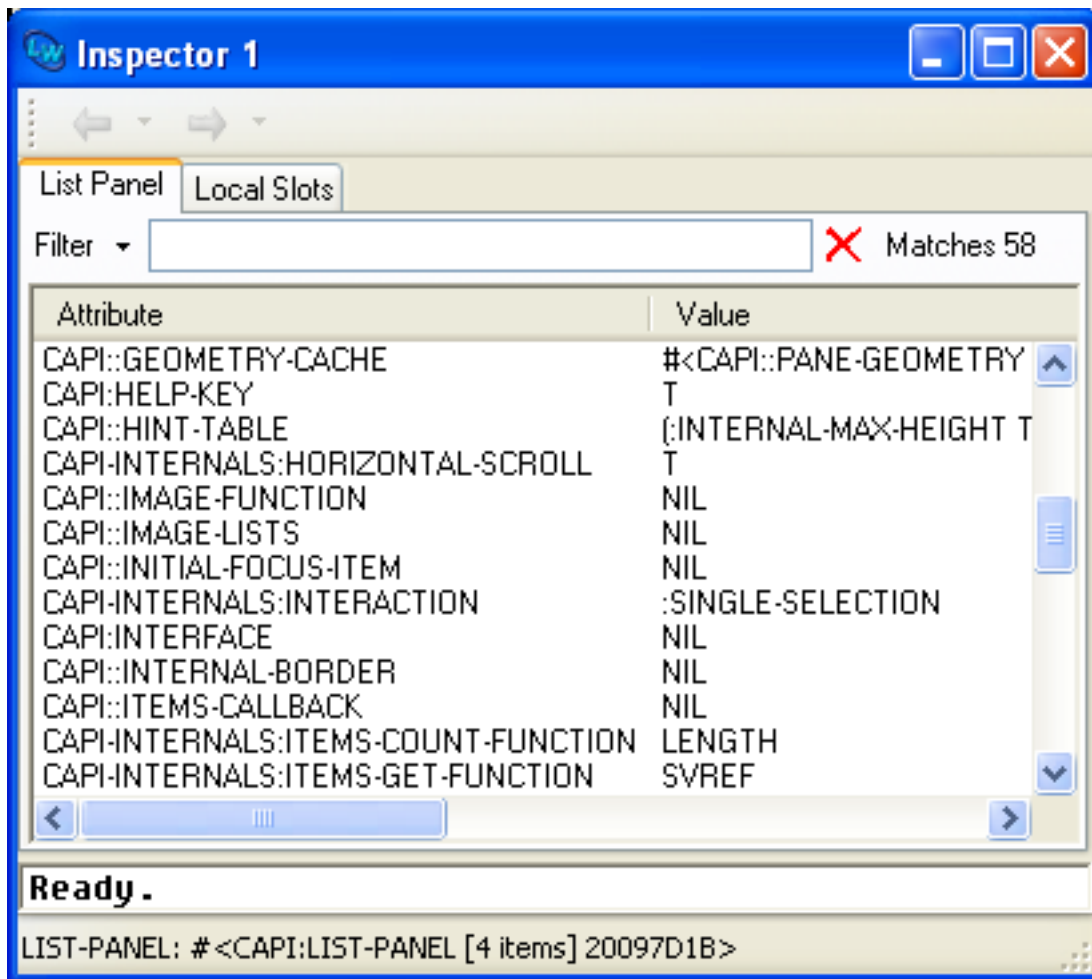 Inspector 1
List Panel Local Slots
Filter Matches 58
Attribute Value
CAPI::GEOMETRY-CACHE #<CAPI::PANE-GEOMETRY
CAPI:HELP-KEY T
CAPI::HINT-TABLE (:INTERNAL-MAX-HEIGHT T
CAPI-INTERNALS:HORIZONTAL-SCROLL T
CAPI::IMAGE-FUNCTION NIL
CAPI::IMAGE-LISTS NIL
CAPI::INITIAL-FOCUS-ITEM NIL
CAPI-INTERNALS:INTERACTION :SINGLE-SELECTION
CAPI:INTERFACE NIL
CAPI::INTERNAL-BORDER NIL
CAPI::ITEMS-CALLBACK NIL
CAPI-INTERNALS:ITEMS-COUNT-FUNCTION LENGTH
CAPI-INTERNALS:ITEMS-GET-FUNCTION SVREF
Ready.
LIST-PANEL: #<CAPI:LIST-PANEL [4 items] 20097D1B>